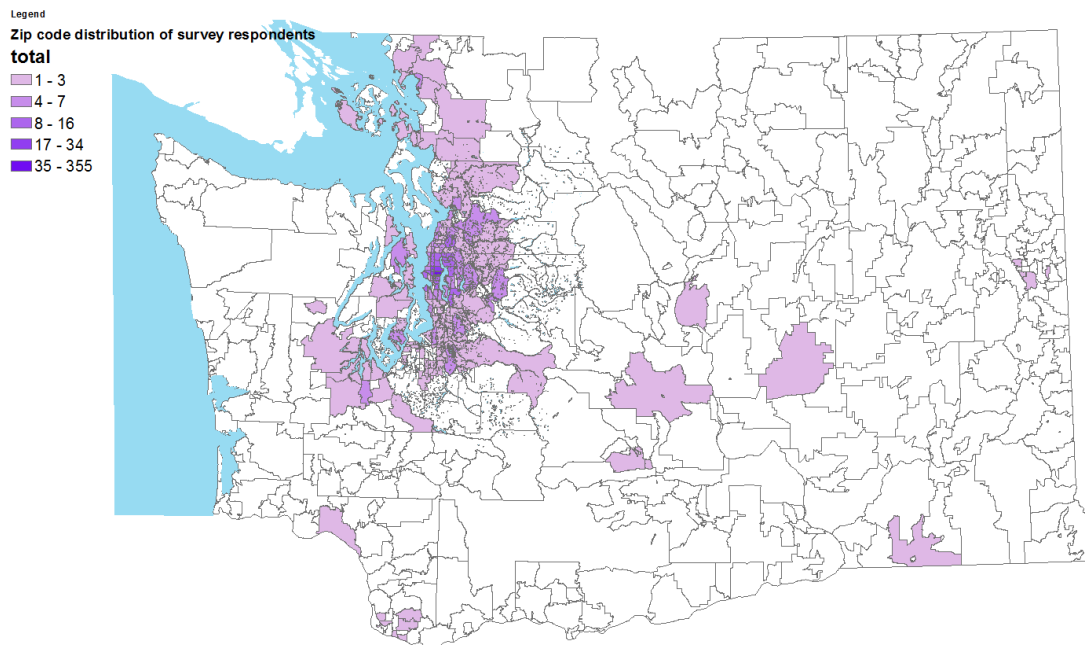 Legend
Zip code distribution of survey respondents
total
1 - 3
4 - 7
8 - 16
17 - 34
35 - 355